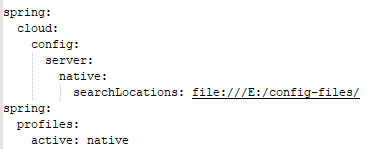 spring:
  cloud:
    config:
      server:
        native:
          searchLocations: file:///E:/config-files/
spring:
  profiles:
    active: native